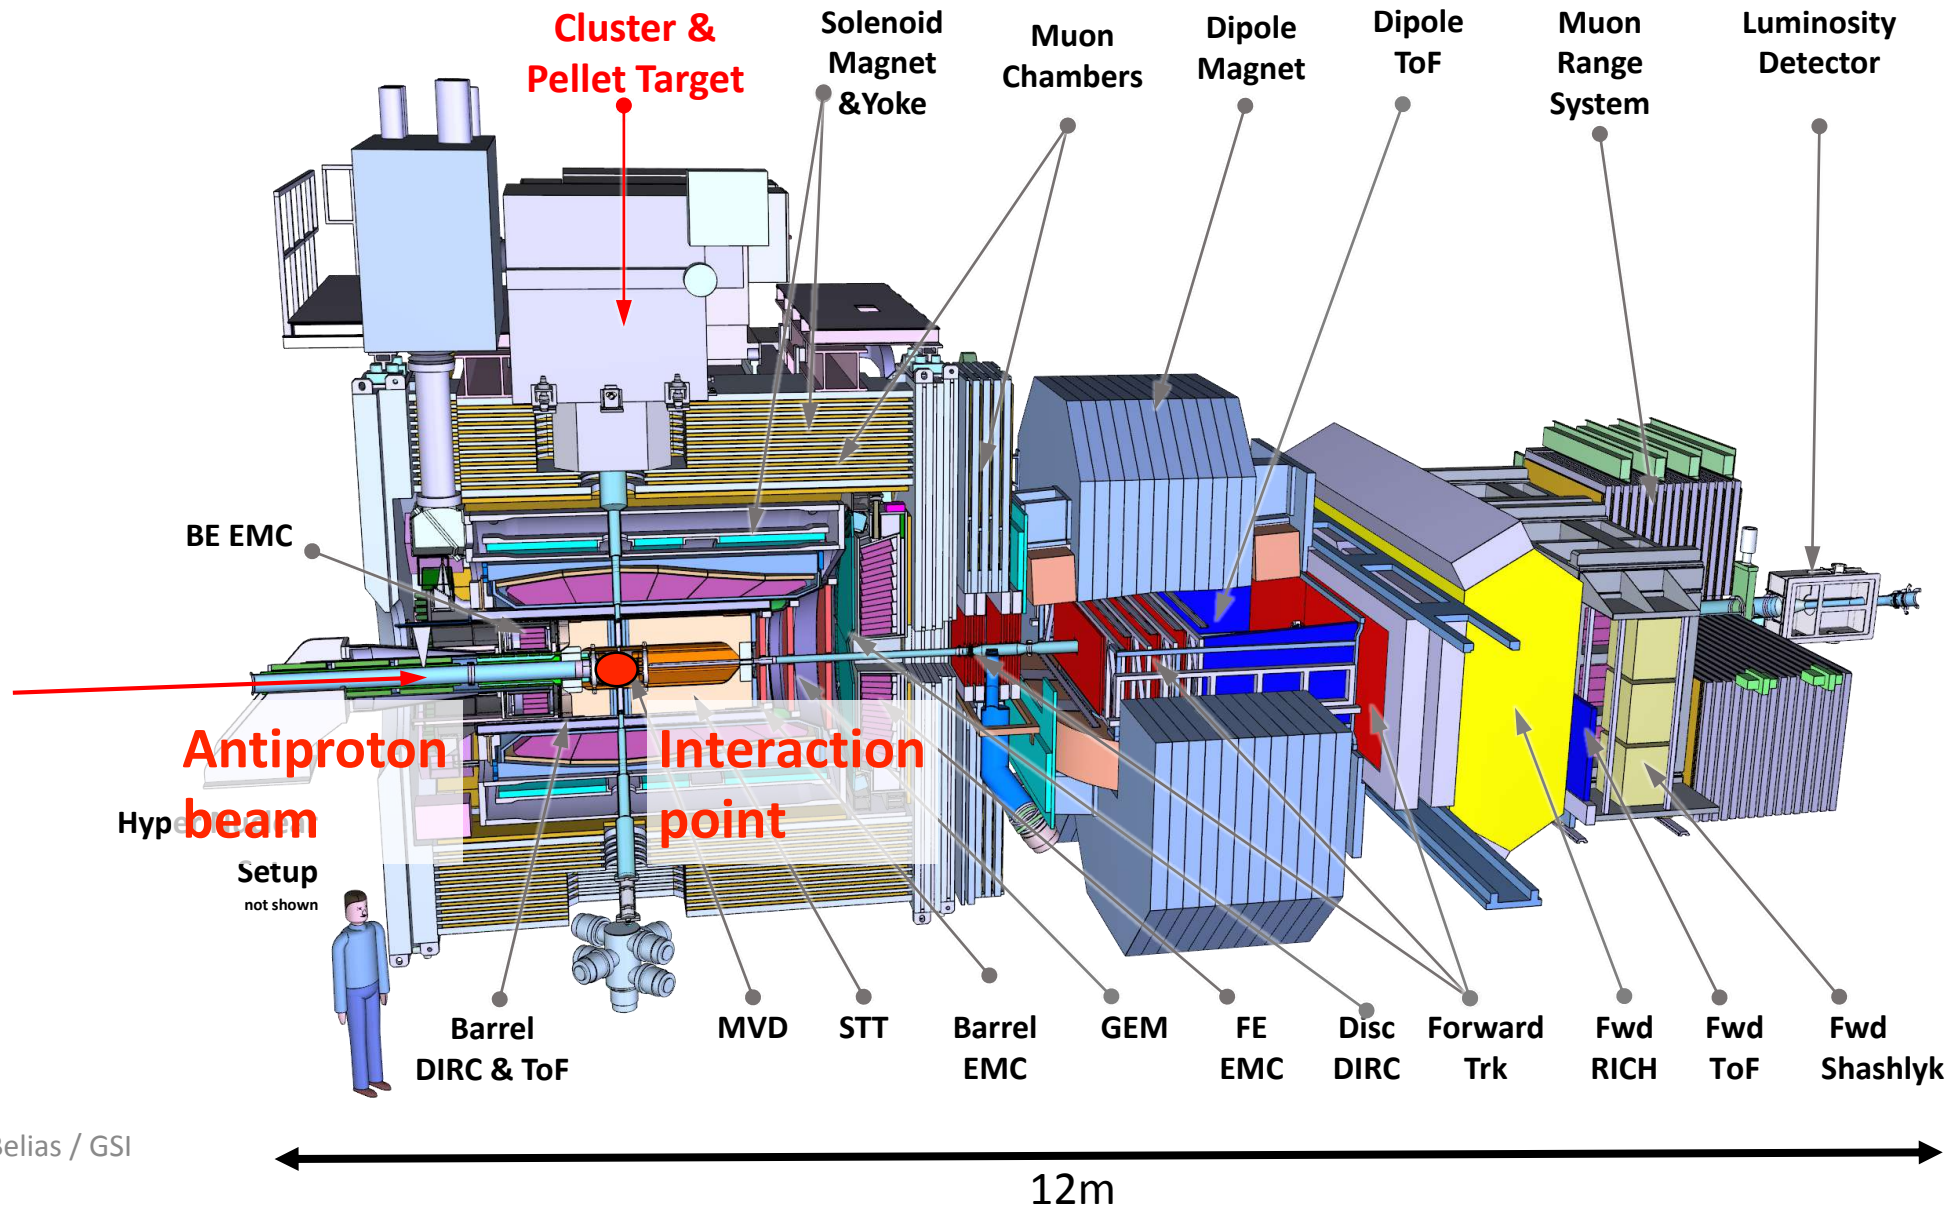 Cluster &
Pellet Target
Solenoid
Magnet
&Yoke
Muon
Chambers
Dipole
Magnet
Dipole
ToF
Muon
Range
System
Luminosity
Detector
BE EMC
Antiproton
beam
Interaction
point
Setup
not shown
Barrel
DIRC & ToF
MVD
STT
Barrel
EMC
GEM
FE
EMC
Disc
DIRC
Forward
Trk
Fwd
RICH
Fwd
ToF
Fwd
Shashlyk
Belias / GSI
12m